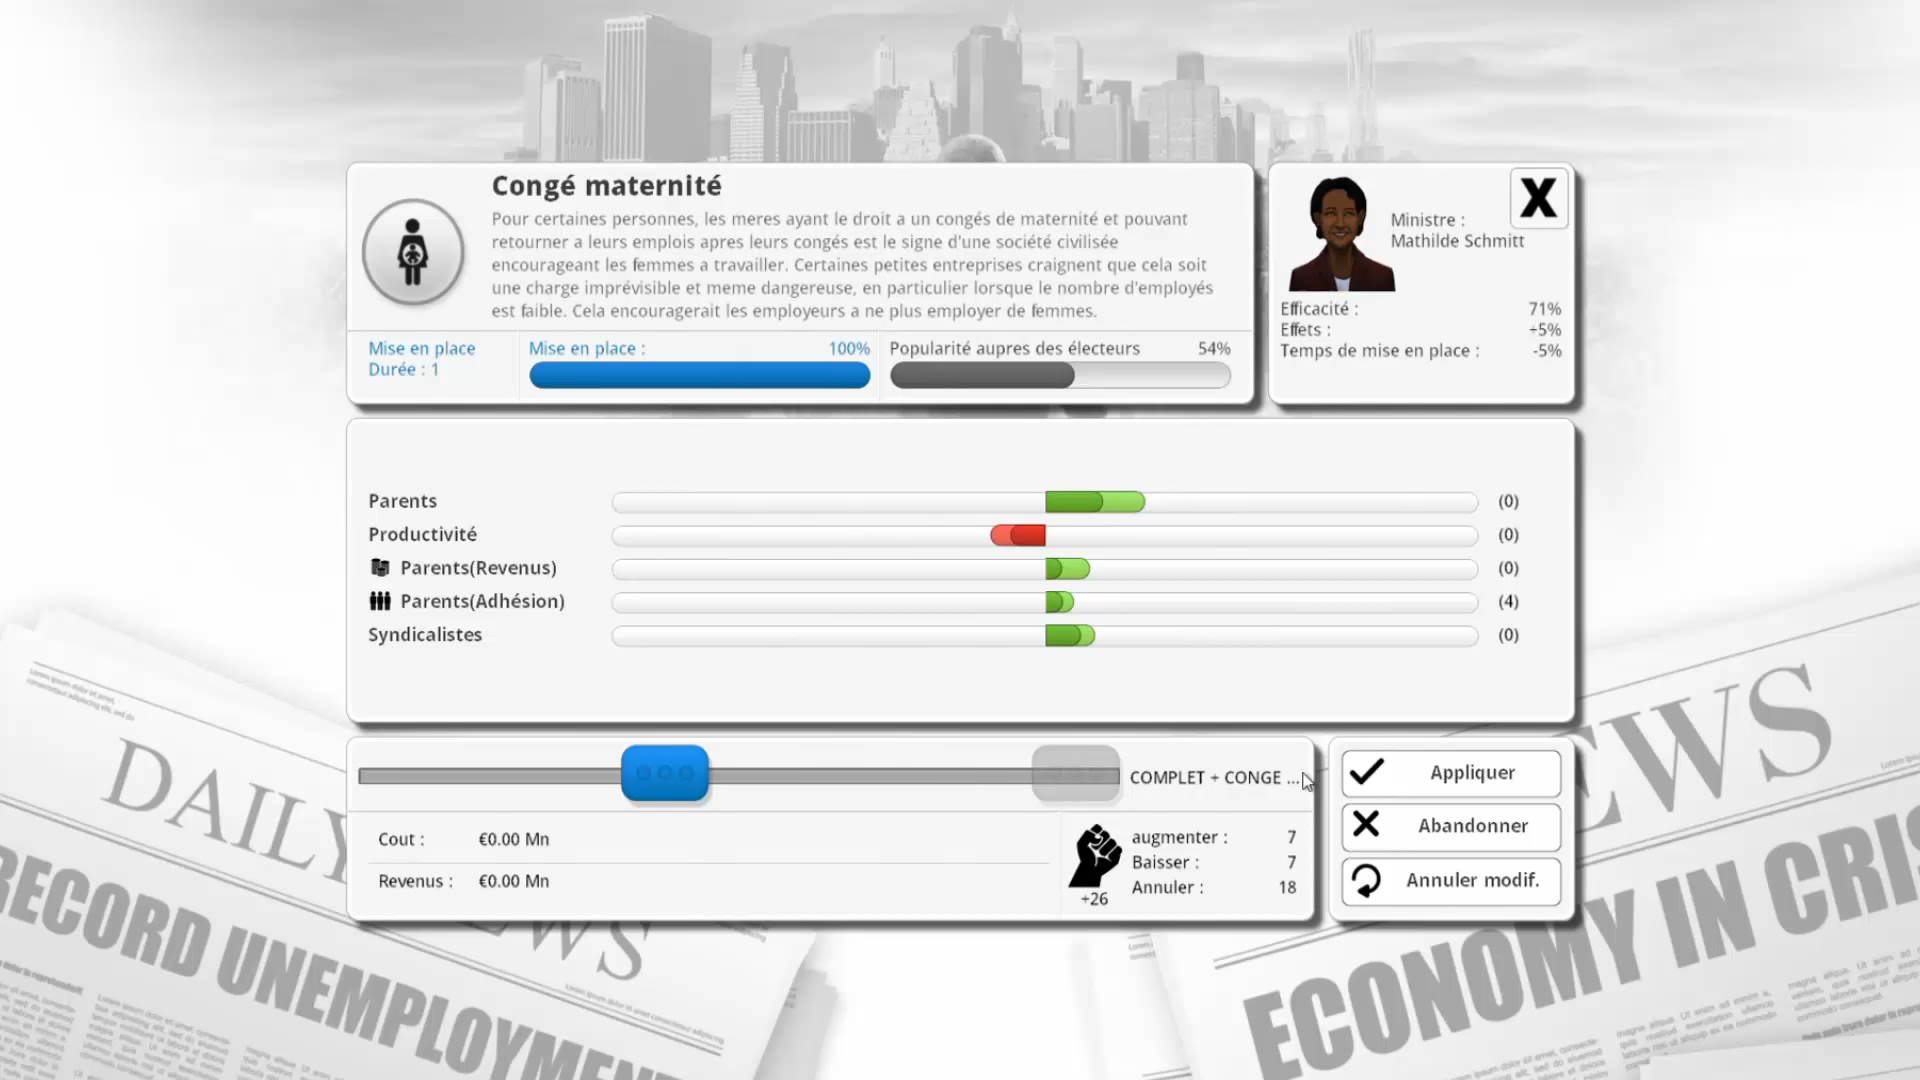 Congé maternité
Pour certaines personnes, les meres ayant le droit a un congés de maternité et pouvant
retourner a leurs emplois apres leurs congés est le signe d'une société civilisée
encourageant les femmes a travailler. Certaines petites entreprises craignent que cela soit
une charge imprévisible et meme dangereuse, en particulier lorsque le nombre d'employés
est faible. Cela encouragerait les employeurs a ne plus employer de femmes.
Mise en place
Durée : 1
Mise en place : 100%
Popularité aupres des électeurs 54%
X
Ministre :
Mathilde Schmitt
Efficacité : 71%
Effets : +5%
Temps de mise en place : -5%
Parents (0)
Productivité (0)
Parents(Revenus) (0)
Parents(Adhésion) (4)
Syndicalistes (0)
COMPLET + CONGE ...
Cout : €0.00 Mn
Revenus : €0.00 Mn
+26
augmenter : 7
Baisser : 7
Annuler : 18
Appliquer
Abandonner
Annuler modif.
DAILY
NEWS
RECORD UNEMPLOYMEN
EWS
ECONOMY IN CRIS